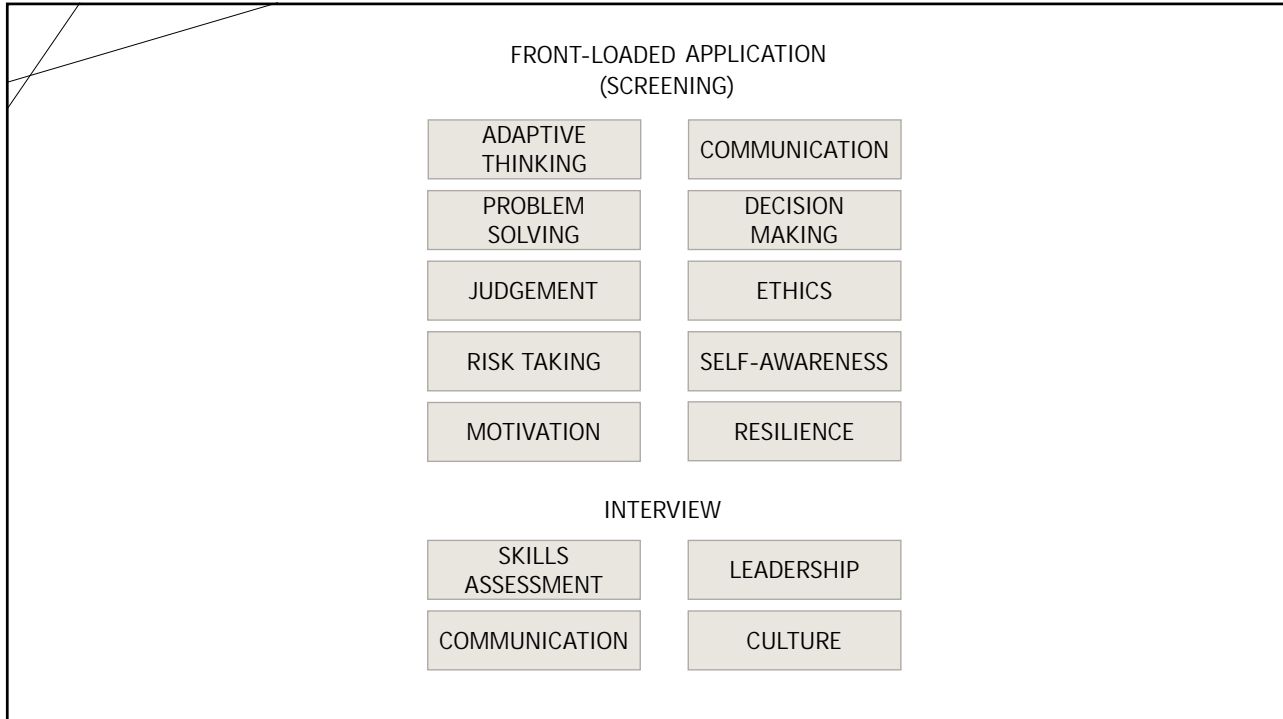 FRONT-LOADED APPLICATION
(SCREENING)
ADAPTIVE
THINKING
COMMUNICATION
PROBLEM
SOLVING
DECISION
MAKING
JUDGEMENT
ETHICS
RISK TAKING
SELF-AWARENESS
MOTIVATION
RESILIENCE
INTERVIEW
SKILLS
ASSESSMENT
LEADERSHIP
COMMUNICATION
CULTURE